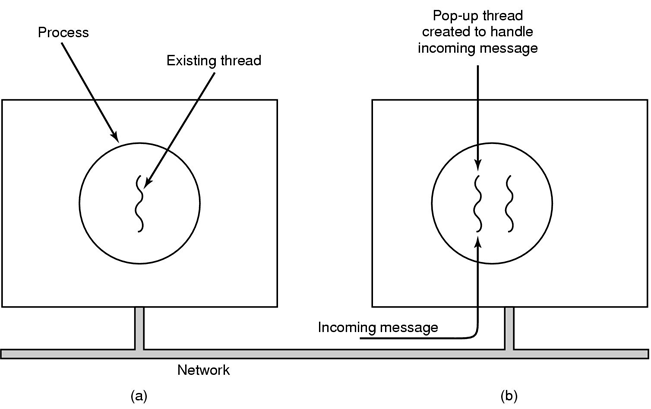 Process
Existing thread
Pop-up thread
created to handle
incoming message
Incoming message
Network
(a)
(b)